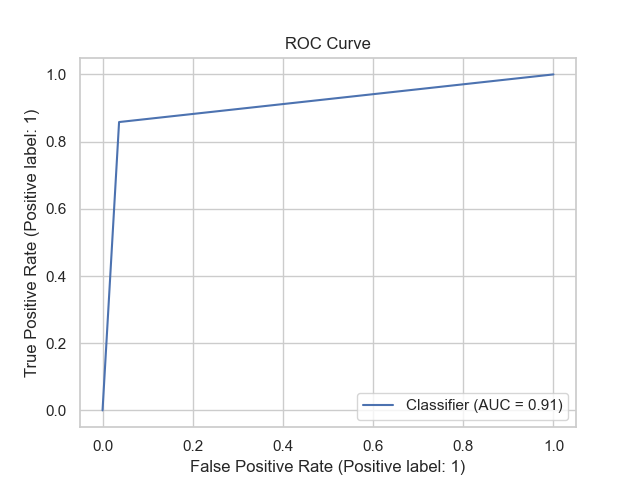 ROC Curve
True Positive Rate (Positive label: 1)
1.0
0.8
0.6
0.4
0.2
0.0
Classifier (AUC = 0.91)
0.0 0.2 0.4 0.6 0.8 1.0
False Positive Rate (Positive label: 1)